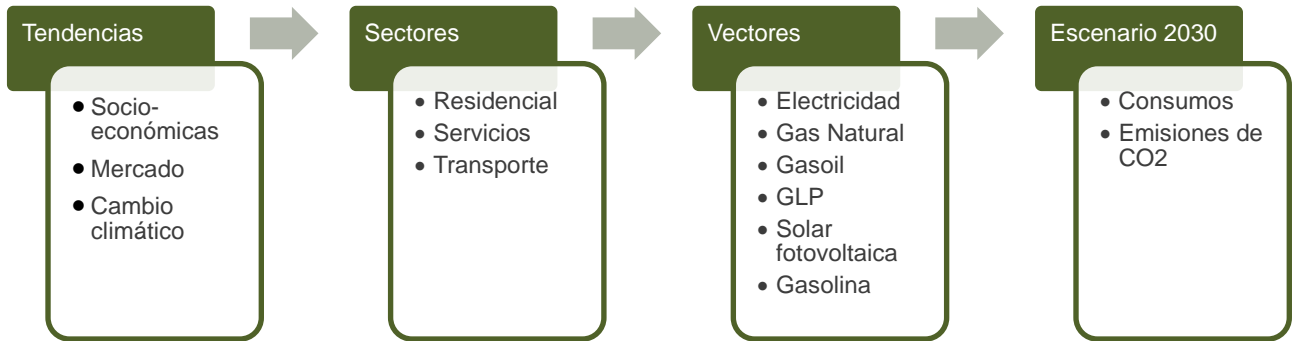 Tendencias
• Socio-
económicas
• Mercado
• Cambio
climático
Sectores
• Residencial
• Servicios
• Transporte
Vectores
• Electricidad
• Gas Natural
• Gasoil
• GLP
• Solar
fotovoltaica
• Gasolina
Escenario 2030
• Consumos
• Emisiones de
CO2